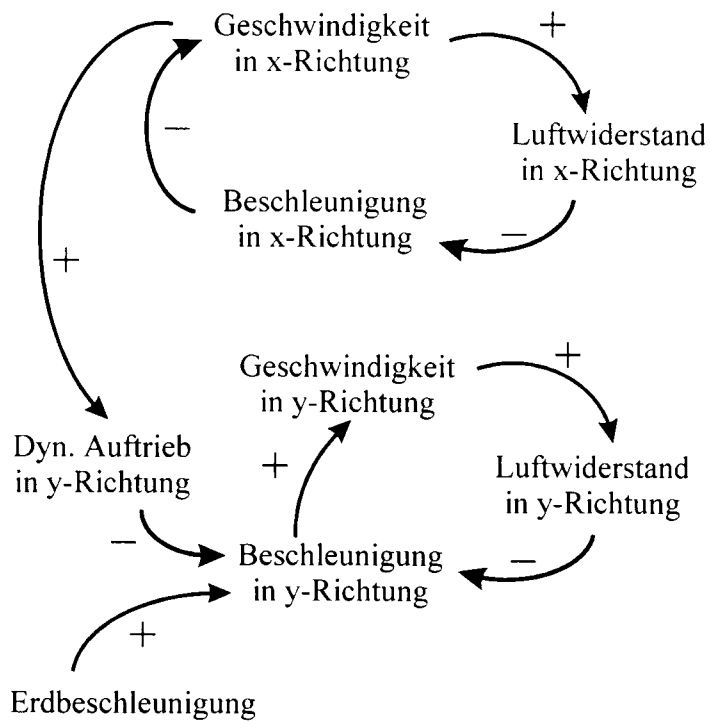 Geschwindigkeit
in x-Richtung
+
Luftwiderstand
in x-Richtung
−
Beschleunigung
in x-Richtung
−
+
Geschwindigkeit
in y-Richtung
+
Dyn. Auftrieb
in y-Richtung
+
Luftwiderstand
in y-Richtung
−
Beschleunigung
in y-Richtung
−
+
Erdbeschleunigung